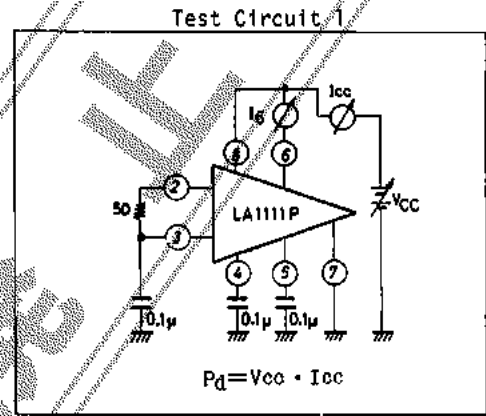 Test Circuit 1
Icc
I6
8
6
2
50
LA1111P
VCC
3
4
5
7
0.1μ
0.1μ
0.1μ
Pd=Vcc · Icc